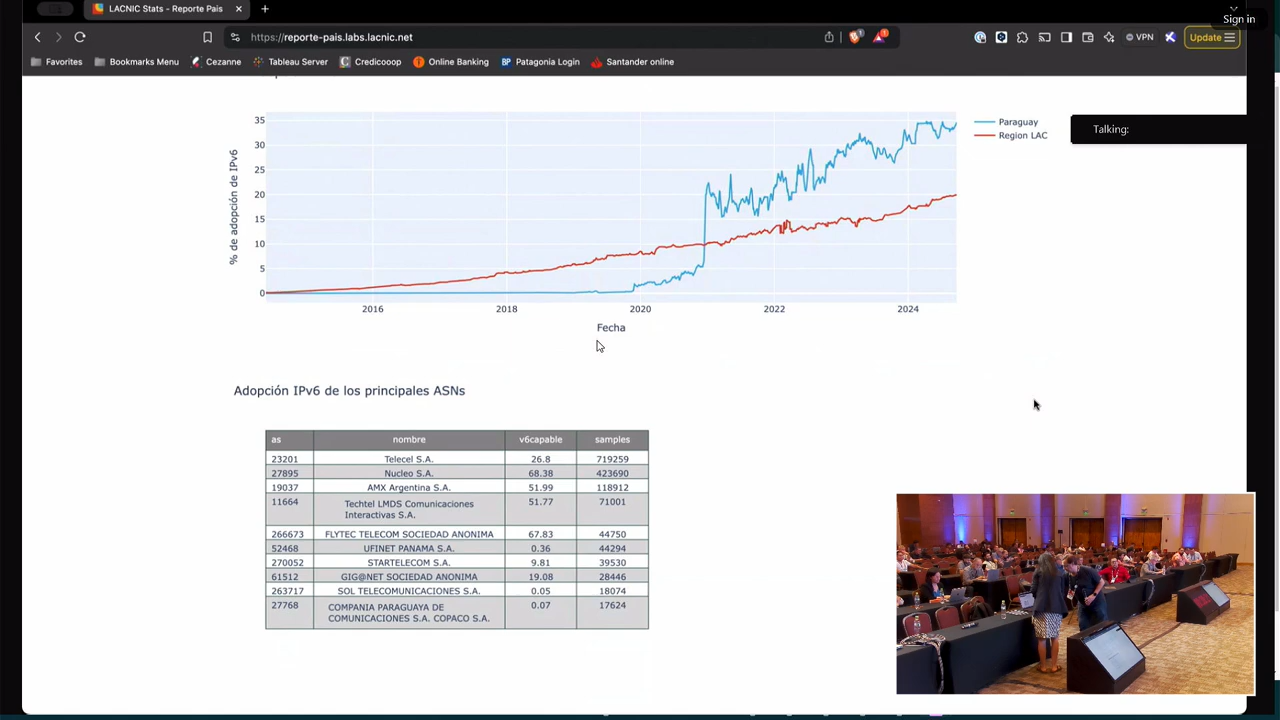 Sign in
LACNIC Stats - Reporte Pais
https://reporte-pais.labs.lacnic.net
VPN
Update
Favorites Bookmarks Menu Cezanne Tableau Server Credicooop Online Banking Patagonia Login Santander online
Talking:
% de adopción de IPv6
35
30
25
20
15
10
5
0
2016 2018 2020 2022 2024
Fecha
Paraguay
Region LAC
Adopción IPv6 de los principales ASNs
as nombre v6capable samples
23201 Telecel S.A. 26.8 719259
27895 Nucleo S.A. 68.38 423690
19037 AMX Argentina S.A. 51.99 118912
11664 Techtel LMDS Comunicaciones
Interactivas S.A. 51.77 71001
266673 FLYTEC TELECOM SOCIEDAD ANONIMA 67.83 44750
52468 UFINET PANAMA S.A. 0.36 44294
270052 STARTELECOM S.A. 9.81 39530
61512 GIG@NET SOCIEDAD ANONIMA 19.08 28446
263717 SOL TELECOMUNICACIONES S.A. 0.05 18074
27768 COMPANIA PARAGUAYA DE
COMUNICACIONES S.A. COPACO S.A. 0.07 17624